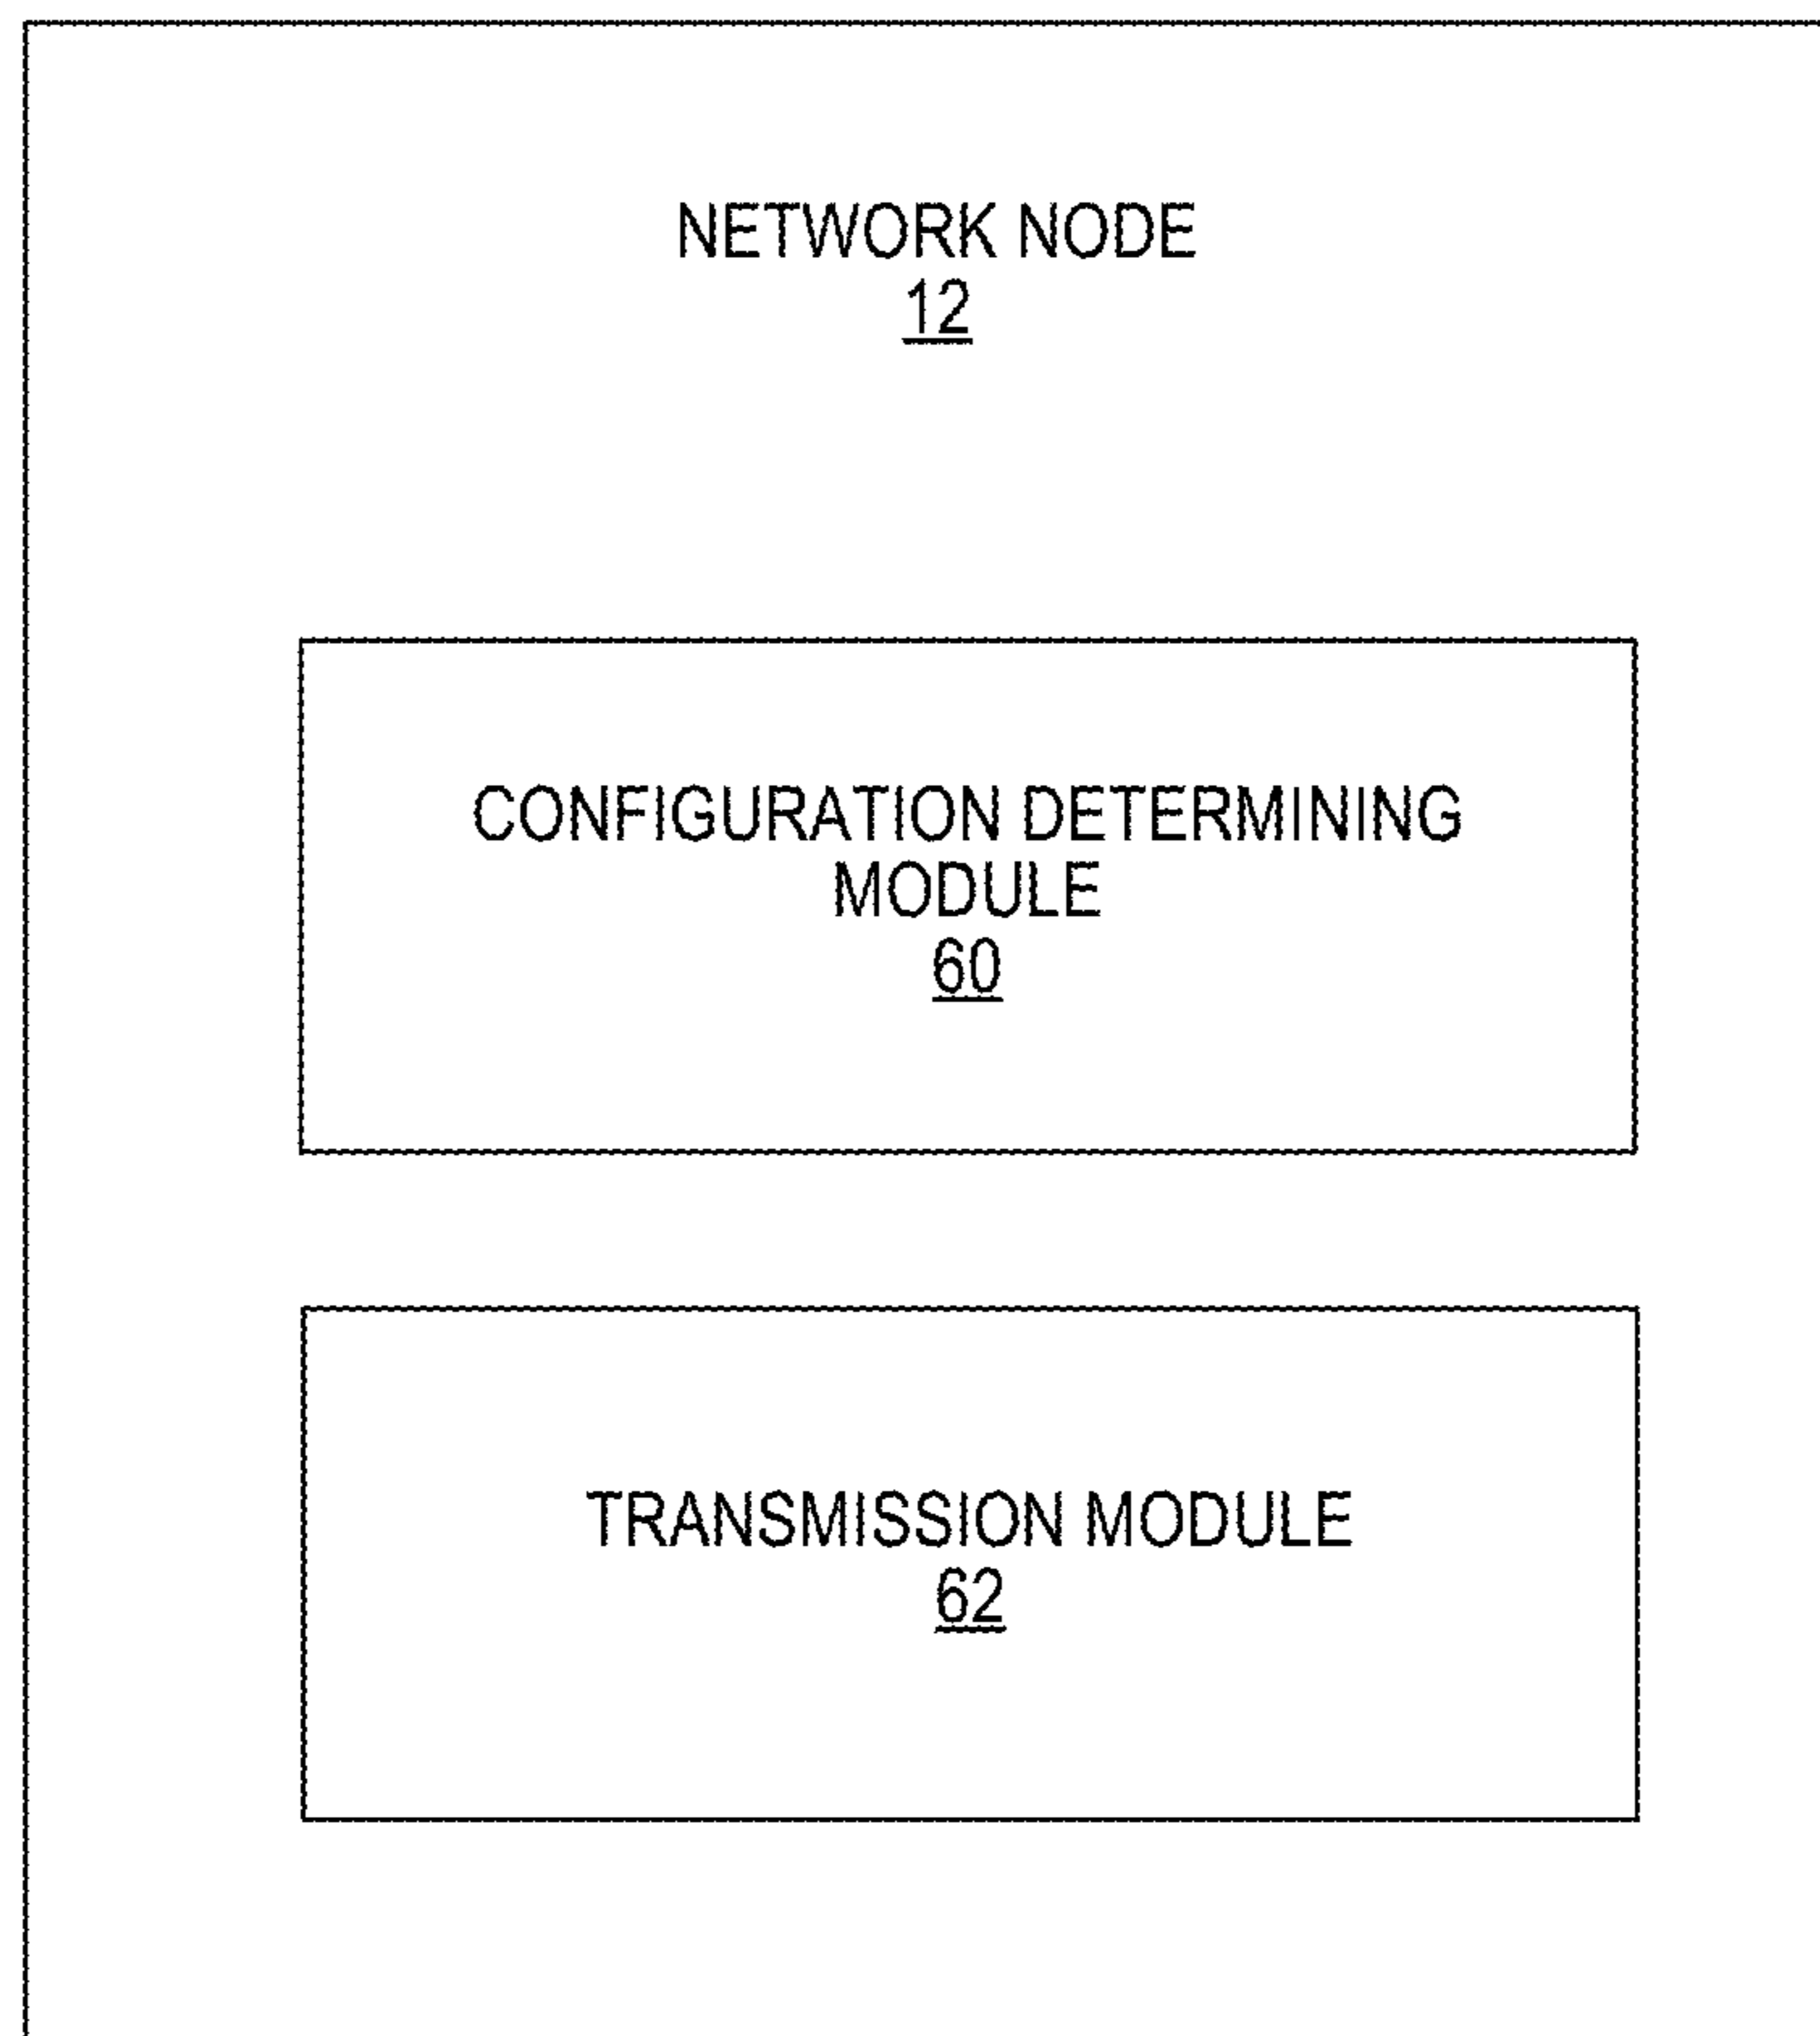 NETWORK NODE
12
CONFIGURATION DETERMINING
MODULE
60
TRANSMISSION MODULE
62